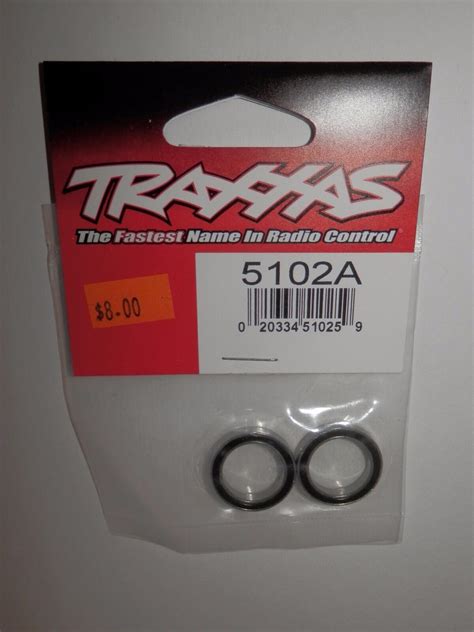 TRAXXAS
The Fastest Name In Radio Control®
5102A
$8.00
0 20334 51025 9